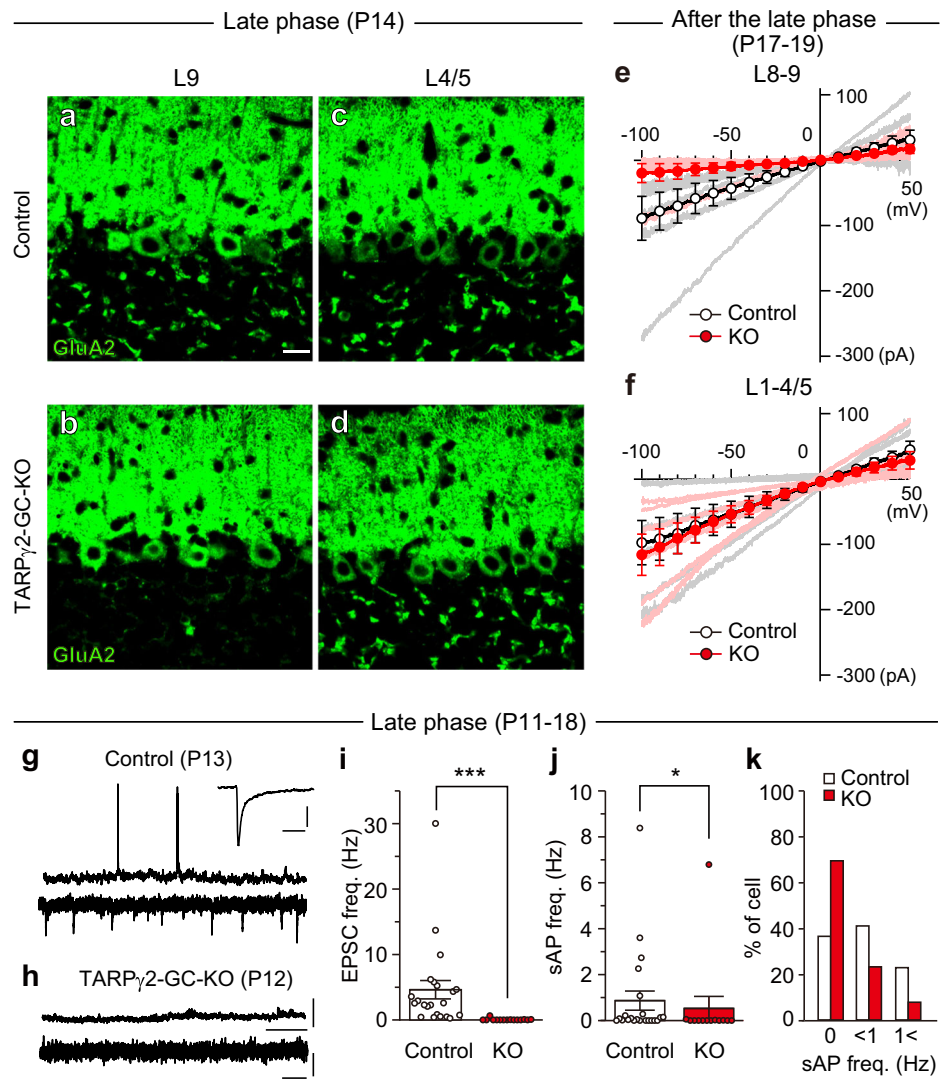 Late phase (P14)
After the late phase
(P17-19)
L9
L4/5
e
L8-9
a
c
Control
GluA2
100
-100
-50
0
50
(mV)
-100
-200
-300 (pA)
Control
KO
b
d
TARPγ2-GC-KO
GluA2
f
L1-4/5
100
-100
-50
0
50
(mV)
-100
-200
-300 (pA)
Control
KO
Late phase (P11-18)
g
Control (P13)
h
TARPγ2-GC-KO (P12)
i
***
EPSC freq. (Hz)
30
20
10
0
Control
KO
j
*
sAP freq. (Hz)
10
8
6
4
2
0
Control
KO
k
Control
KO
% of cell
100
80
60
40
20
0
0
<1
1<
sAP freq. (Hz)